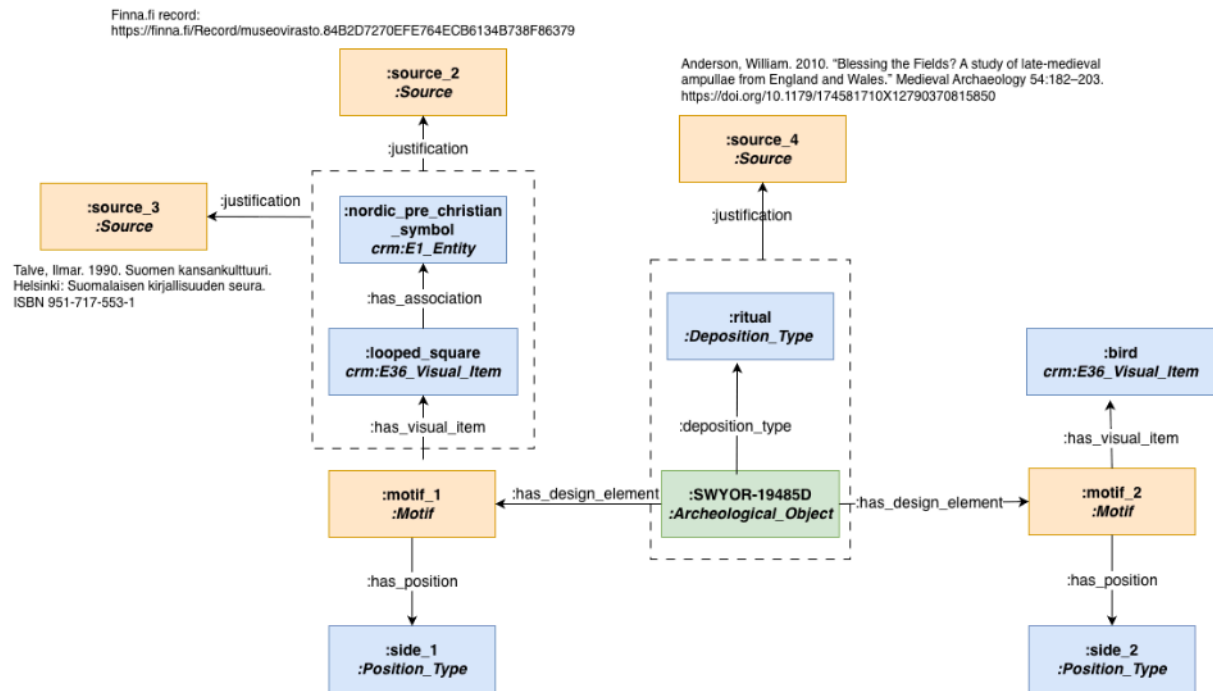 Finna.fi record:
https://finna.fi/Record/museovirasto.84B2D7270EFE764ECB6134B738F86379
:source_2
:Source
Anderson, William. 2010. “Blessing the Fields? A study of late-medieval
ampullae from England and Wales.” Medieval Archaeology 54:182–203.
https://doi.org/10.1179/174581710X12790370815850
:source_4
:Source
:justification
:justification
:source_3
:Source
:nordic_pre_christian
_symbol
crm:E1_Entity
:justification
Talve, Ilmar. 1990. Suomen kansankulttuuri.
Helsinki: Suomalaisen kirjallisuuden seura.
ISBN 951-717-553-1
:has_association
:ritual
:Deposition_Type
:looped_square
crm:E36_Visual_Item
:bird
crm:E36_Visual_Item
:has_visual_item
:deposition_type
:has_visual_item
:motif_1
:Motif
:has_design_element
:SWYOR-19485D
:Archeological_Object
:has_design_element
:motif_2
:Motif
:has_position
:has_position
:side_1
:Position_Type
:side_2
:Position_Type